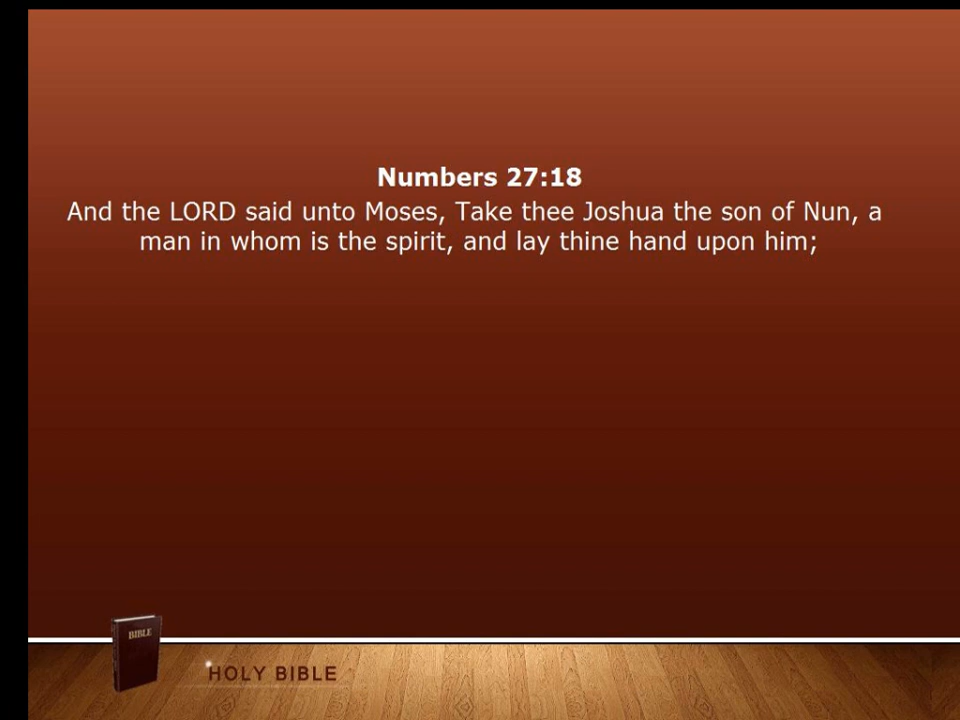 Numbers 27:18
And the LORD said unto Moses, Take thee Joshua the son of Nun, a
man in whom is the spirit, and lay thine hand upon him;
BIBLE
HOLY BIBLE